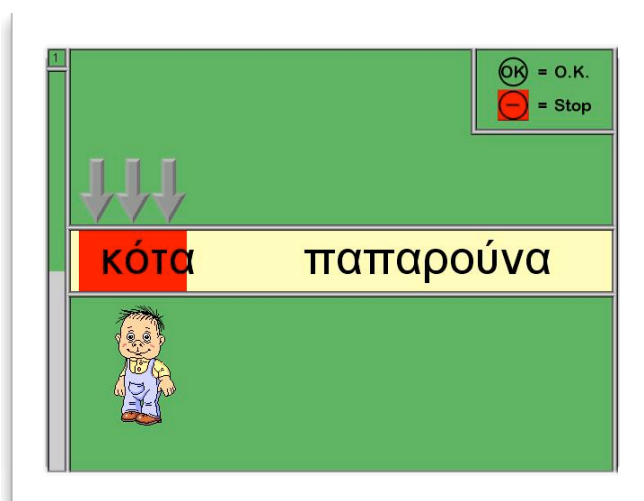 1
OK = O.K.
= Stop
κότα παπαρούνα